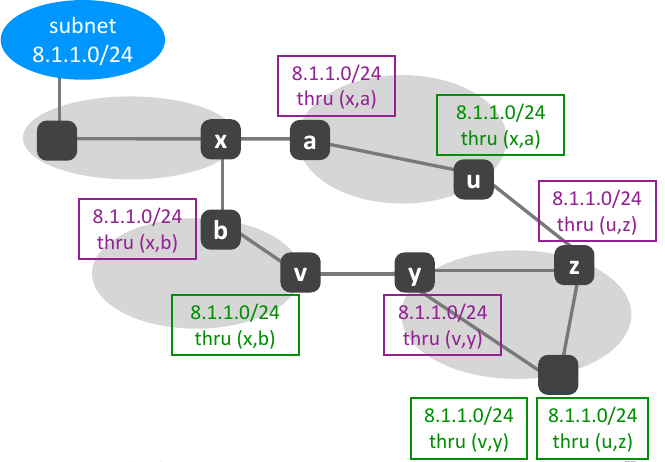 subnet
8.1.1.0/24
8.1.1.0/24
thru (x,a)
8.1.1.0/24
thru (x,a)
x
a
u
8.1.1.0/24
thru (x,b)
b
8.1.1.0/24
thru (u,z)
v
y
z
8.1.1.0/24
thru (x,b)
8.1.1.0/24
thru (v,y)
8.1.1.0/24
thru (v,y)
8.1.1.0/24
thru (u,z)